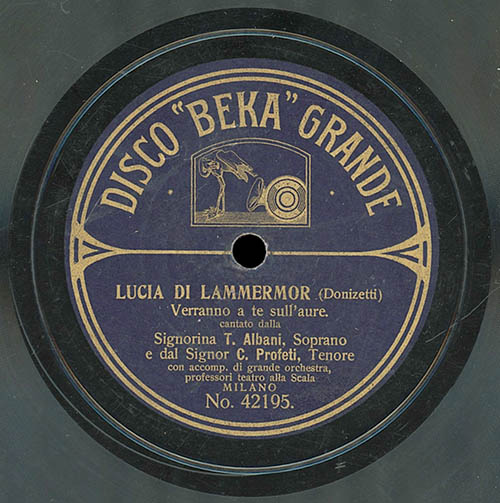 DISCO "BEKA" GRANDE
LUCIA DI LAMMERMOR (Donizetti)
Verranno a te sull'aure.
cantato dalla
Signorina T. Albani, Soprano
e dal Signor C. Profeti, Tenore
con accomp. di grande orchestra,
professori teatro alla Scala
MILANO
No. 42195.